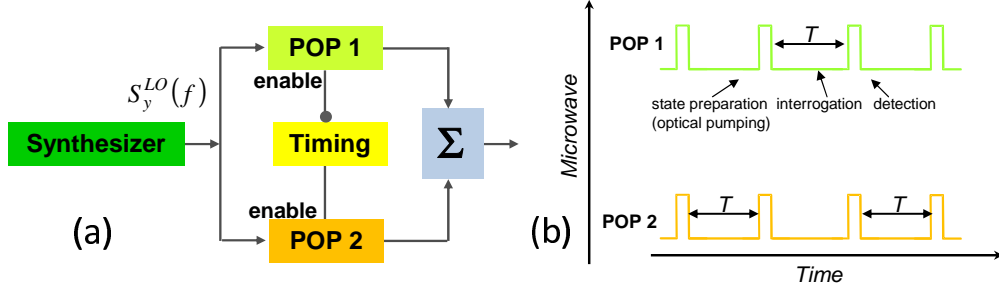 POP 1
enable
S_y^{LO}(f)
Synthesizer
Timing
Σ
enable
POP 2
(a)
Microwave
POP 1
T
state preparation
(optical pumping)
interrogation
detection
POP 2
T
T
(b)
Time